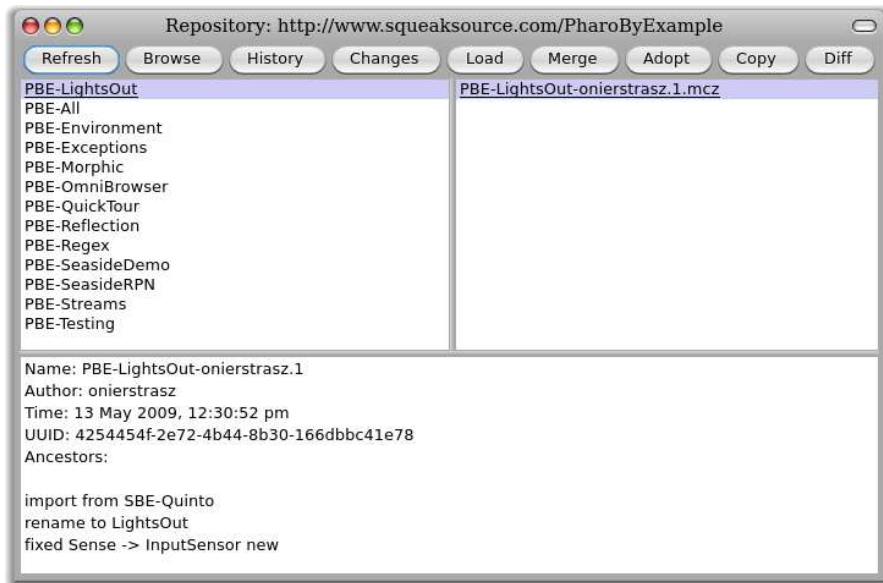 Repository: http://www.squeaksource.com/PharoByExample
Refresh Browse History Changes Load Merge Adopt Copy Diff
PBE-LightsOut
PBE-All
PBE-Environment
PBE-Exceptions
PBE-Morphic
PBE-OmniBrowser
PBE-QuickTour
PBE-Reflection
PBE-Regex
PBE-SeasideDemo
PBE-SeasideRPN
PBE-Streams
PBE-Testing
PBE-LightsOut-onierstrasz.1.mcz
Name: PBE-LightsOut-onierstrasz.1
Author: onierstrasz
Time: 13 May 2009, 12:30:52 pm
UUID: 4254454f-2e72-4b44-8b30-166dbbc41e78
Ancestors:
import from SBE-Quinto
rename to LightsOut
fixed Sense -> InputSensor new